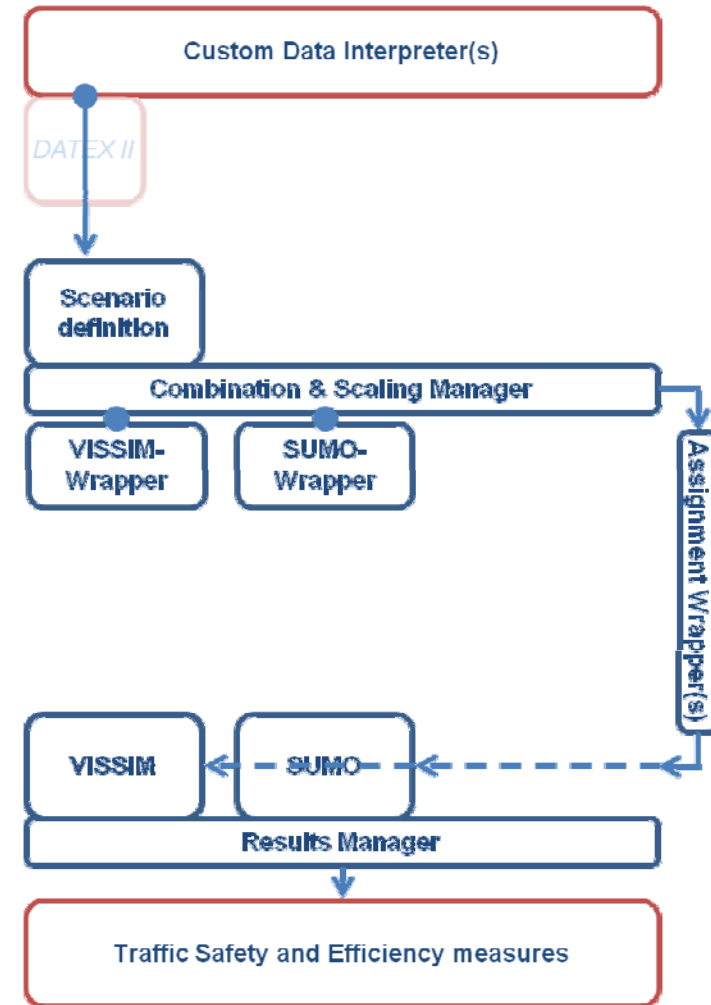 Custom Data Interpreter(s)
DATEX II
Scenario
definition
Combination & Scaling Manager
VISSIM-
Wrapper
SUMO-
Wrapper
Assignment Wrapper(s)
VISSIM
SUMO
Results Manager
Traffic Safety and Efficiency measures